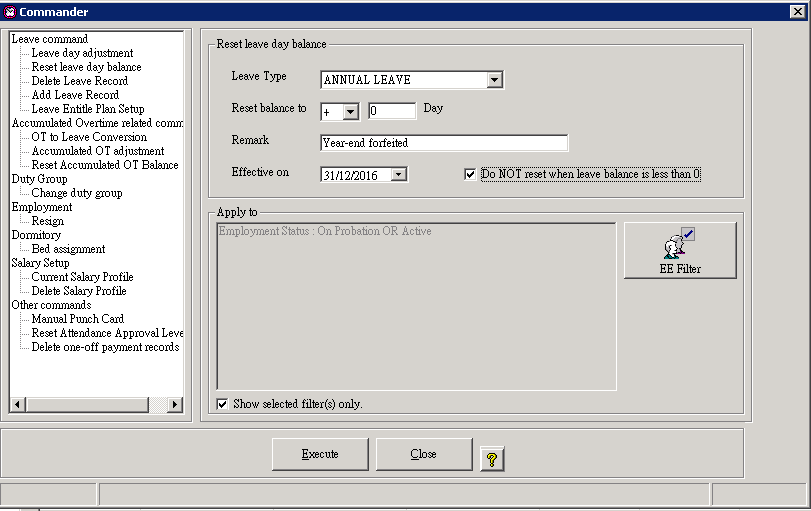 Commander
Leave command
Leave day adjustment
Reset leave day balance
Delete Leave Record
Add Leave Record
Leave Entitle Plan Setup
Accumulated Overtime related comm
OT to Leave Conversion
Accumulated OT adjustment
Reset Accumulated OT Balance
Duty Group
Change duty group
Employment
Resign
Dormitory
Bed assignment
Salary Setup
Current Salary Profile
Delete Salary Profile
Other commands
Manual Punch Card
Reset Attendance Approval Leve
Delete one-off payment records
Reset leave day balance
Leave Type ANNUAL LEAVE
Reset balance to + 0 Day
Remark Year-end forfeited
Effective on 31/12/2016 Do NOT reset when leave balance is less than 0
Apply to
Employment Status : On Probation OR Active
EE Filter
Show selected filter(s) only.
Execute Close ?